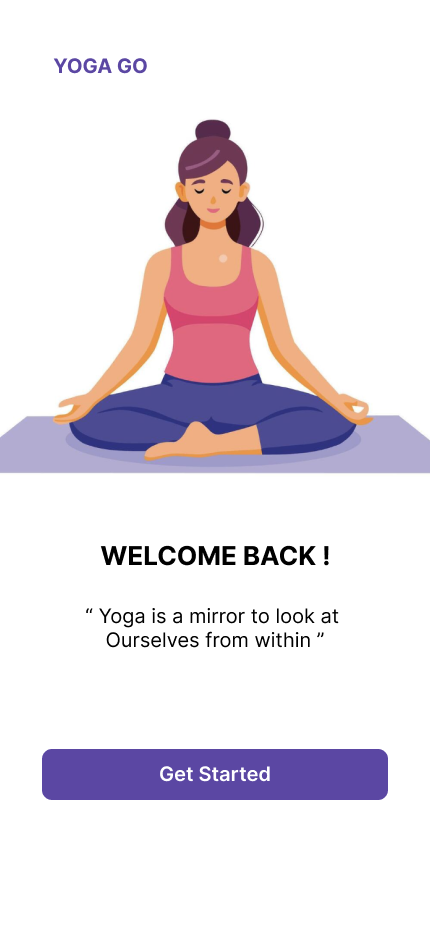 YOGA GO
WELCOME BACK !
“ Yoga is a mirror to look at
Ourselves from within ”
Get Started